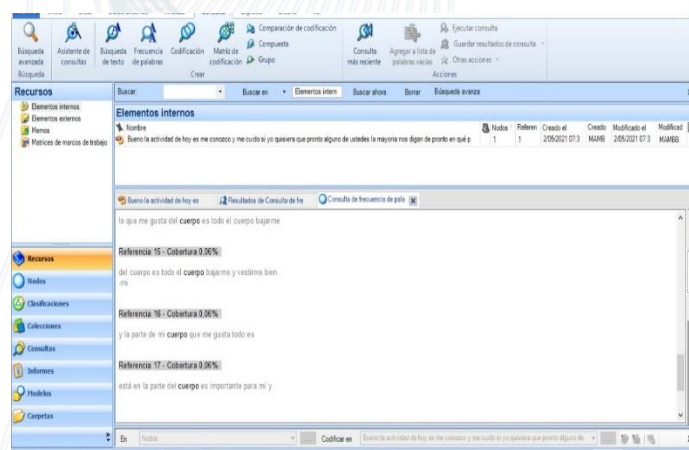 Búsqueda avanzada
Asistente de consultas
Búsqueda de texto
Frecuencia de palabras
Codificación
Matriz de codificación
Comparación de codificación
Compuesta
Grupo
Consulta más reciente
Agregar a lista de palabras vacías
Ejecutar consulta
Guardar resultados de consulta
Otras acciones
Búsqueda
Crear
Acciones
Recursos
Elementos internos
Elementos externos
Memos
Matrices de marcos de trabajo
Buscar:
Buscar en
Elementos intern
Buscar ahora
Borrar
Búsqueda avanza
Elementos internos
Nombre
Nodos
Referen
Creado el
Creado
Modificado el
Modificad
Bueno la actividad de hoy es me conozco y me cuido si yo quisiera que pronto alguno de ustedes la mayoria nos digan de pronto en qué p
1
1
2/05/2021 07:3
MAMB
2/05/2021 07:3
MAMBB
Bueno la actividad de hoy es
Resultados de Consulta de fre
Consulta de frecuencia de pala
lo que me gusta del cuerpo es todo el cuerpo bajarme
Referencia 15 - Cobertura 0,06%
del cuerpo es todo el cuerpo bajarme y vestirme bien
-mi
Referencia 16 - Cobertura 0,06%
y la parte de mi cuerpo que me gusta todo es
Referencia 17 - Cobertura 0,06%
está en la parte del cuerpo es importante para mi y
Recursos
Nodos
Clasificaciones
Colecciones
Consultas
Informes
Modelos
Carpetas
En
Nodos
Codificar en
Bueno la actividad de hoy es me conozco y me cuido si yo quisiera que pronto alguno de